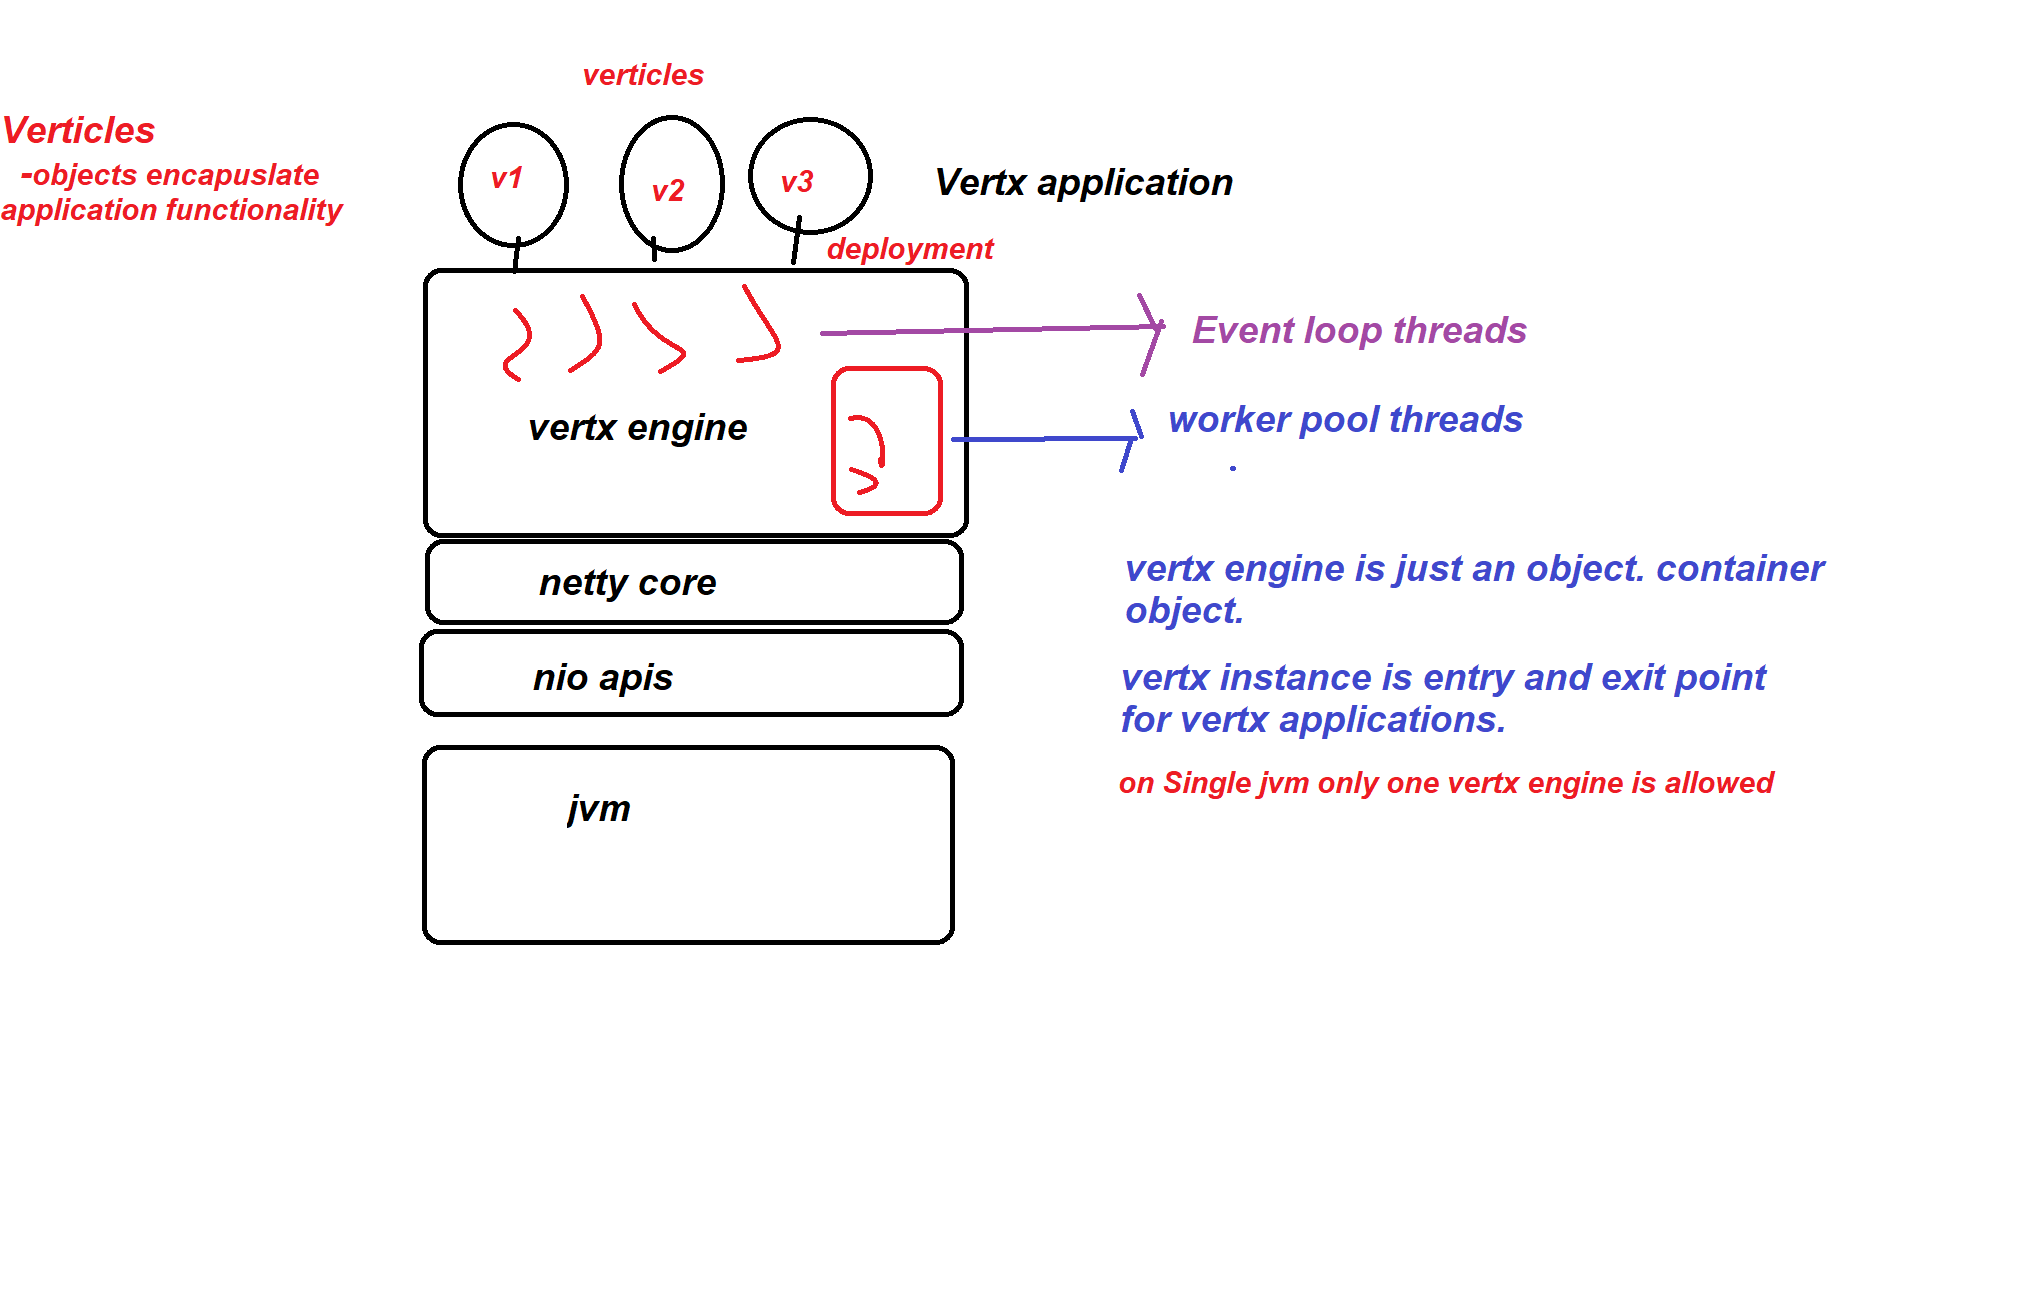 verticles
Verticles
-objects encapuslate
application functionality
v1
v2
v3
Vertx application
deployment
Event loop threads
worker pool threads
vertx engine
netty core
vertx engine is just an object. container
object.
nio apis
vertx instance is entry and exit point
for vertx applications.
on Single jvm only one vertx engine is allowed
jvm